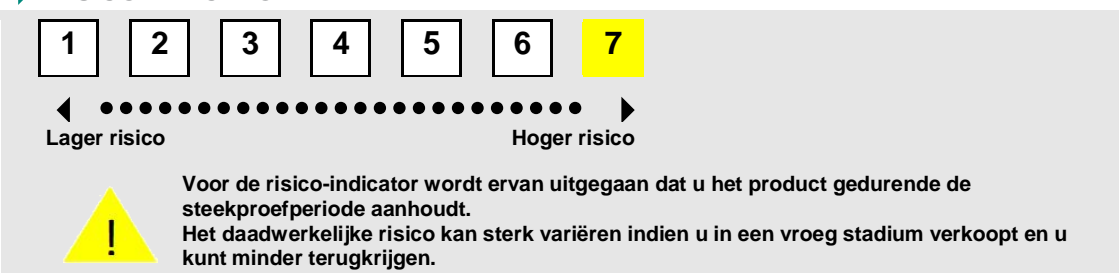 1 2 3 4 5 6 7
Lager risico Hoger risico
Voor de risico-indicator wordt ervan uitgegaan dat u het product gedurende de
steekproefperiode aanhoudt.
!
Het daadwerkelijke risico kan sterk variëren indien u in een vroeg stadium verkoopt en u
kunt minder terugkrijgen.